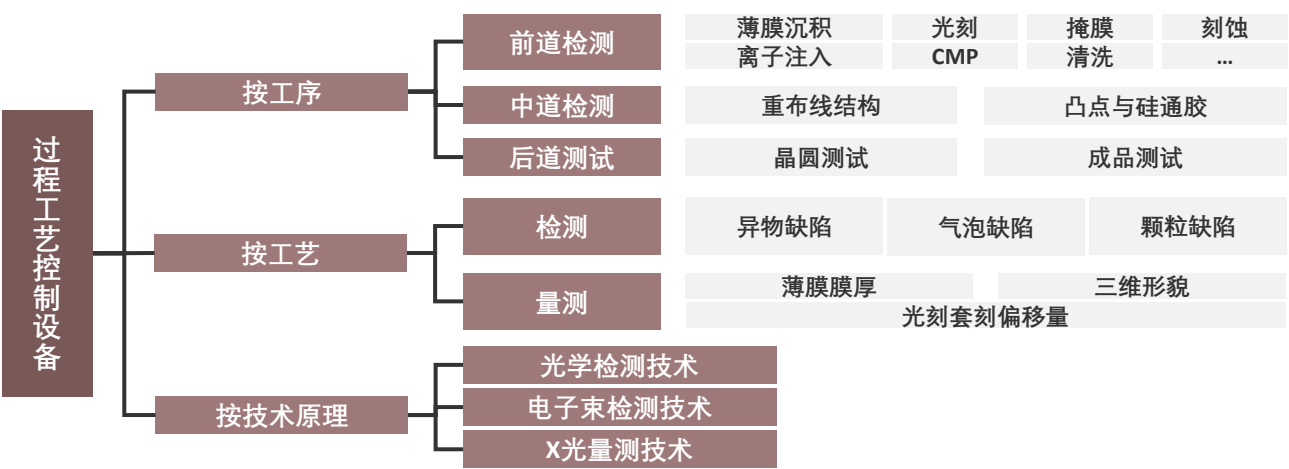 过程工艺控制设备
按工序
前道检测
薄膜沉积 光刻 掩膜 刻蚀
离子注入 CMP 清洗 ...
中道检测
重布线结构 凸点与硅通胶
后道测试
晶圆测试 成品测试
按工艺
检测
异物缺陷 气泡缺陷 颗粒缺陷
量测
薄膜膜厚 三维形貌
光刻套刻偏移量
按技术原理
光学检测技术
电子束检测技术
X光量测技术